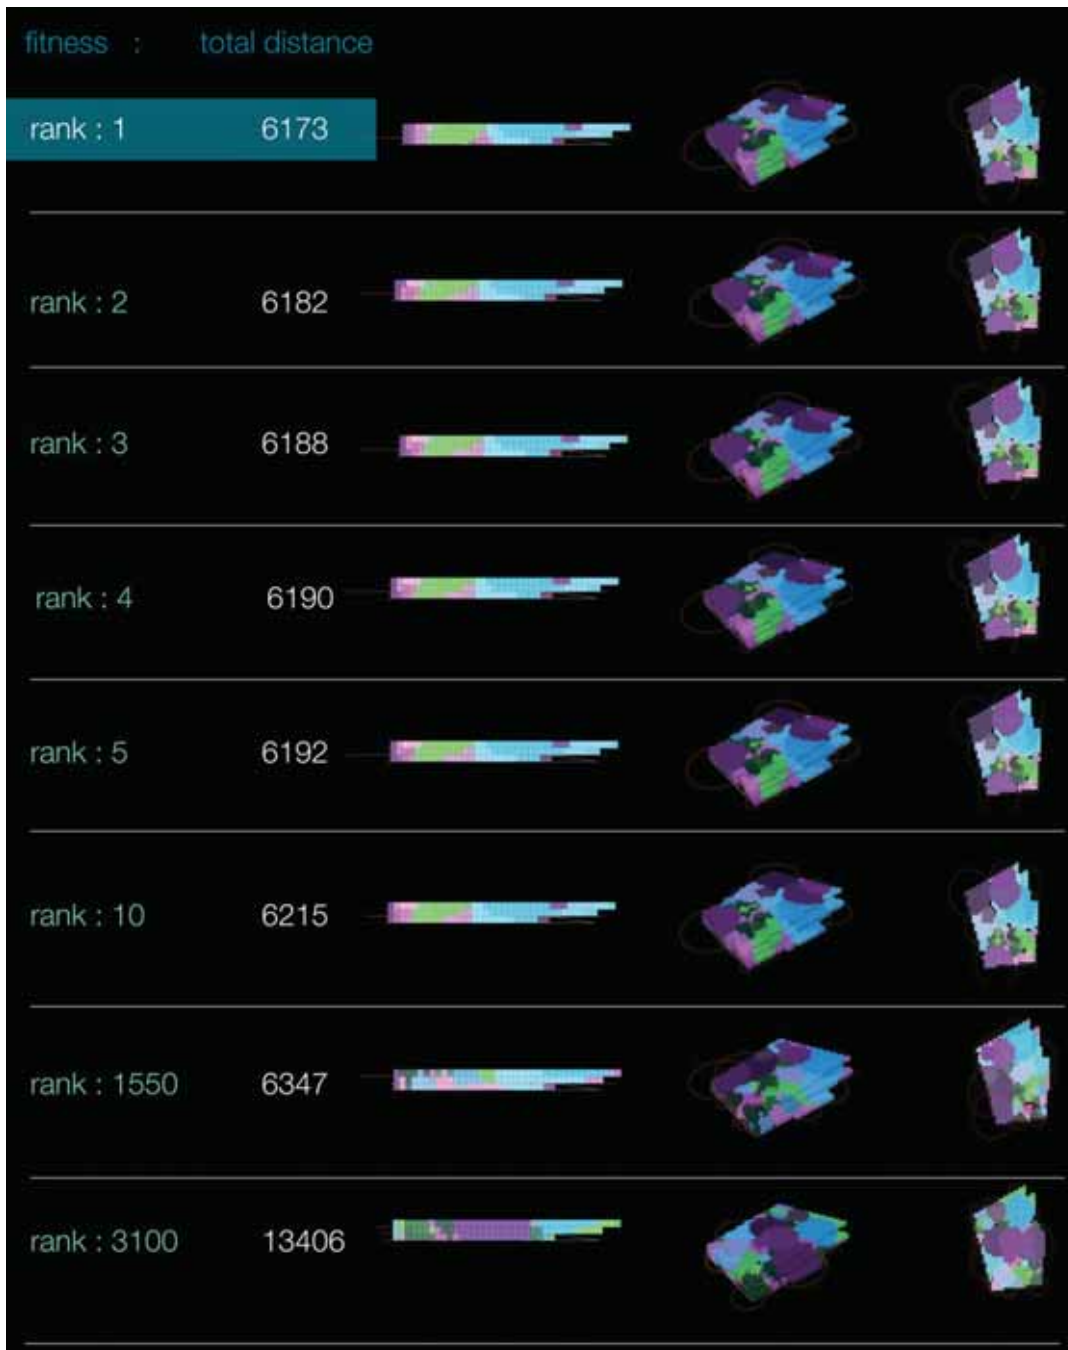 fitness : total distance
rank : 1 6173
rank : 2 6182
rank : 3 6188
rank : 4 6190
rank : 5 6192
rank : 10 6215
rank : 1550 6347
rank : 3100 13406